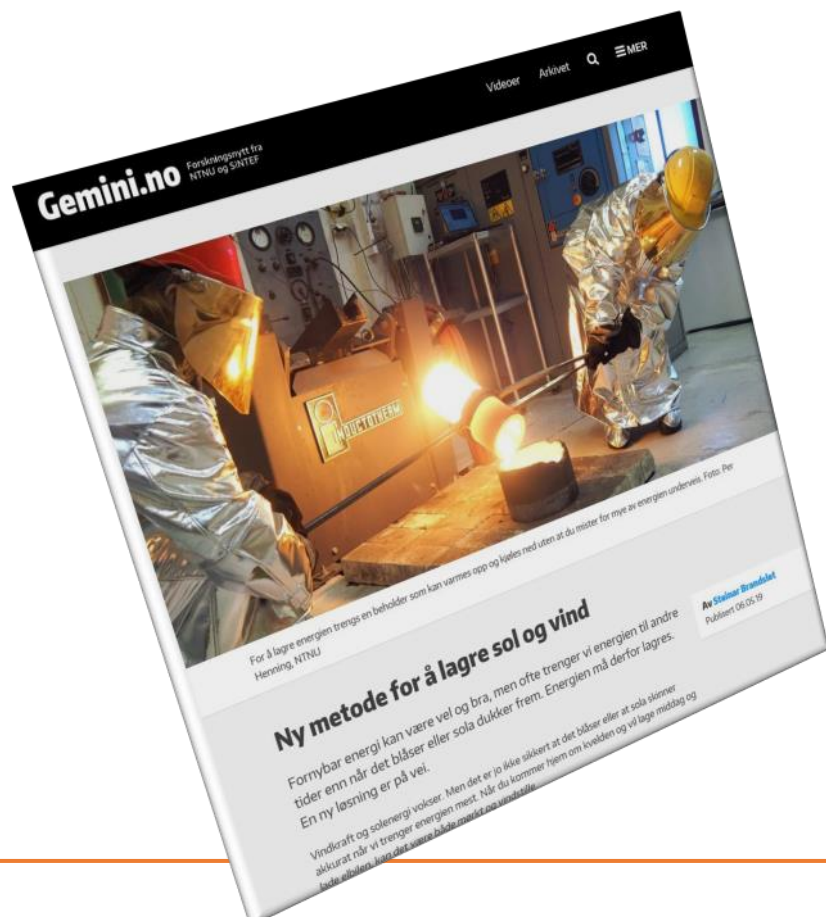 Videoer Arkivet MER
Gemini.no Forskningsnytt fra
NTNU og SINTEF
INDUCTOTHERM
For å lagre energien trengs en beholder som kan varmes opp og kjøles ned uten at du mister for mye av energien underveis. Foto: Per
Henning, NTNU
Av Steinar Brandslet
Publisert 06.05.19
Ny metode for å lagre sol og vind
Fornybar energi kan være vel og bra, men ofte trenger vi energien til andre
tider enn når det blåser eller sola dukker frem. Energien må derfor lagres.
En ny løsning er på vei.
Vindkraft og solenergi vokser. Men det er jo ikke sikkert at det blåser eller at sola skinner
akkurat når vi trenger energien mest. Når du kommer hjem om kvelden og vil lage middag og
lade elbilen, kan det være både mørkt og vindstille